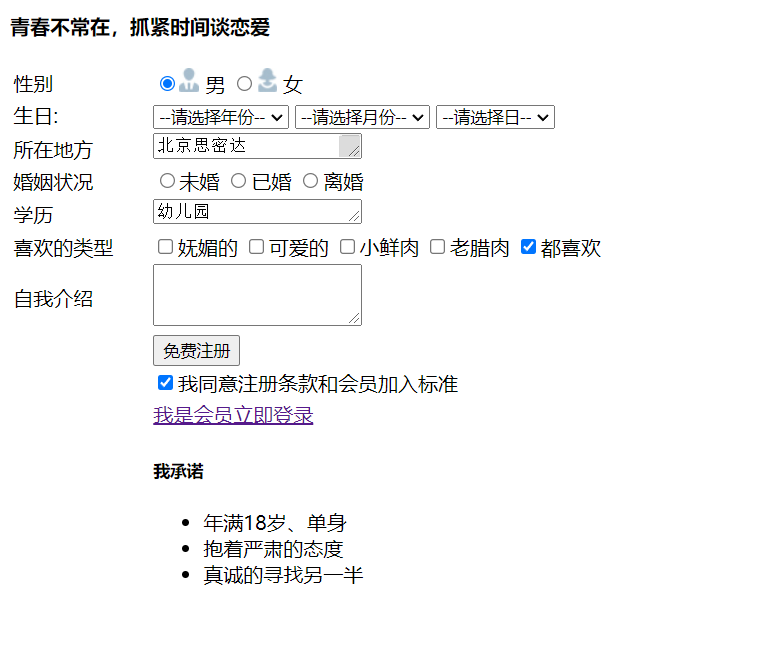 青春不常在，抓紧时间谈恋爱
性别 男 女
生日: --请选择年份-- --请选择月份-- --请选择日--
所在地方 北京思密达
婚姻状况 未婚 已婚 离婚
学历 幼儿园
喜欢的类型 妩媚的 可爱的 小鲜肉 老腊肉 都喜欢
自我介绍
免费注册
我同意注册条款和会员加入标准
我是会员立即登录
我承诺
年满18岁、单身
抱着严肃的态度
真诚的寻找另一半